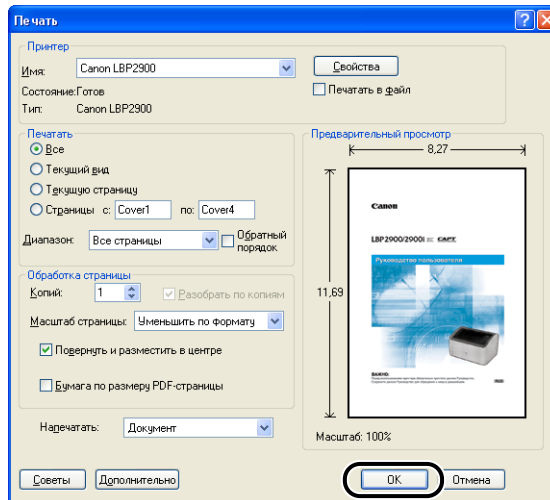 Печать
Принтер
Имя: Canon LBP2900
Свойства
Состояние: Готов
Печатать в файл
Тип: Canon LBP2900
Печатать
Все
Текущий вид
Текущую страницу
Страницы с: Cover1 по: Cover4
Диапазон: Все страницы
Обратный порядок
Обработка страницы
Копий: 1
Разобрать по копиям
Масштаб страницы: Уменьшить по формату
Повернуть и разместить в центре
Бумага по размеру PDF-страницы
Напечатать: Документ
Предварительный просмотр
8,27
11,69
Canon
LBP2900/2900i
CAPT
Руководство пользователя
ВАЖНО:
Масштаб: 100%
Советы
Дополнительно
OK
Отмена